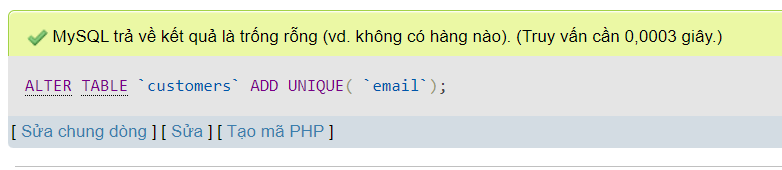 MySQL trả về kết quả là trống rỗng (vd. không có hàng nào). (Truy vấn cần 0,0003 giây.)
ALTER TABLE `customers` ADD UNIQUE( `email`);
[ Sửa chung dòng ] [ Sửa ] [ Tạo mã PHP ]